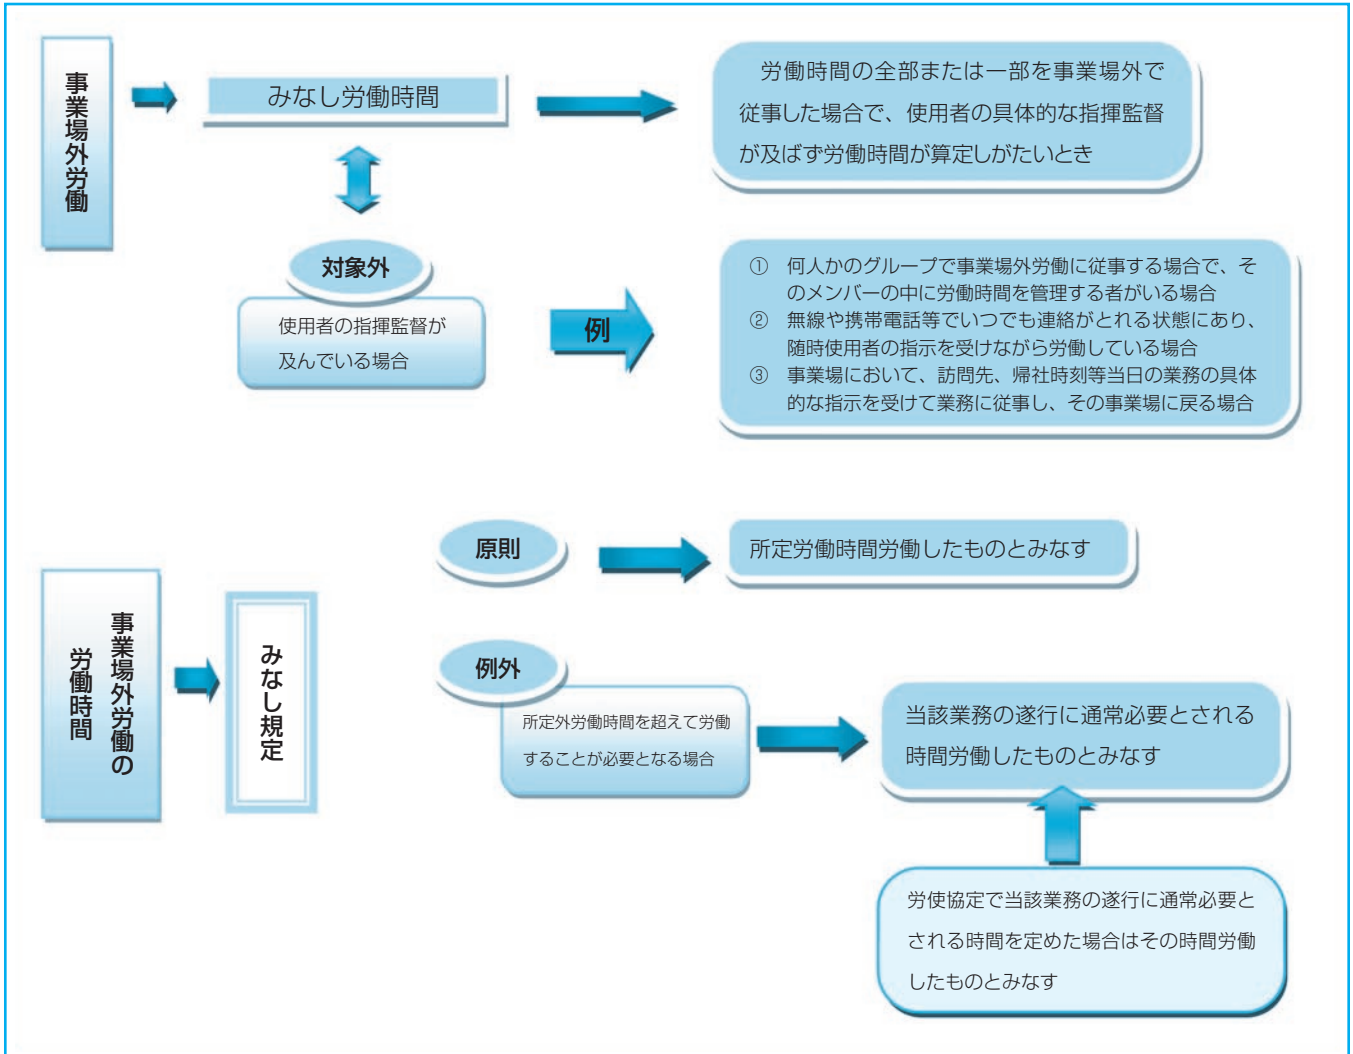 事業場外労働
みなし労働時間
労働時間の全部または一部を事業場外で
従事した場合で、使用者の具体的な指揮監督
が及ばず労働時間が算定しがたいとき
対象外
使用者の指揮監督が
及んでいる場合
例
① 何人かのグループで事業場外労働に従事する場合で、そ
のメンバーの中に労働時間を管理する者がいる場合
② 無線や携帯電話等でいつでも連絡がとれる状態にあり、
随時使用者の指示を受けながら労働している場合
③ 事業場において、訪問先、帰社時刻等当日の業務の具体
的な指示を受けて業務に従事し、その事業場に戻る場合
事業場外労働の
労働時間
みなし規定
原則
所定労働時間労働したものとみなす
例外
所定外労働時間を超えて労働
することが必要となる場合
当該業務の遂行に通常必要とされる
時間労働したものとみなす
労使協定で当該業務の遂行に通常必要と
される時間を定めた場合はその時間労働
したものとみなす